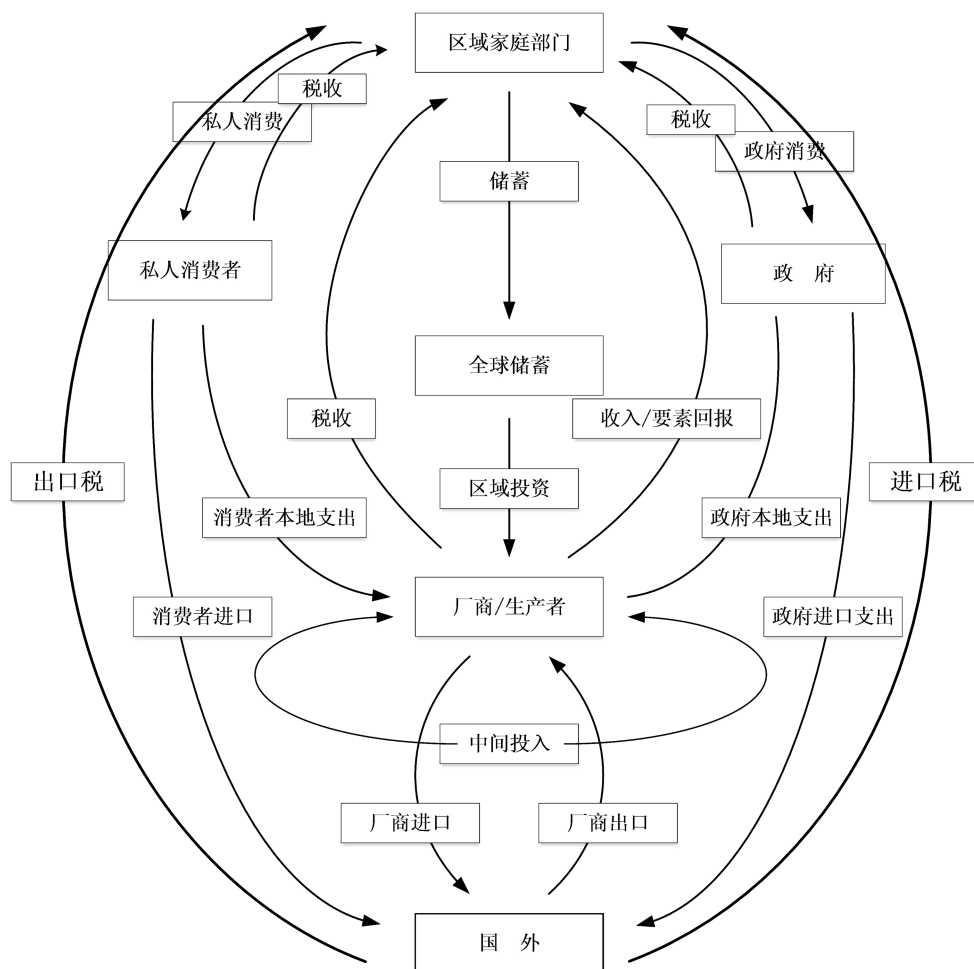 区域家庭部门
税收
私人消费
税收
政府消费
储蓄
私人消费者
政　府
全球储蓄
税收
收入/要素回报
出口税
区域投资
进口税
消费者本地支出
政府本地支出
厂商/生产者
消费者进口
政府进口支出
中间投入
厂商进口
厂商出口
国　外